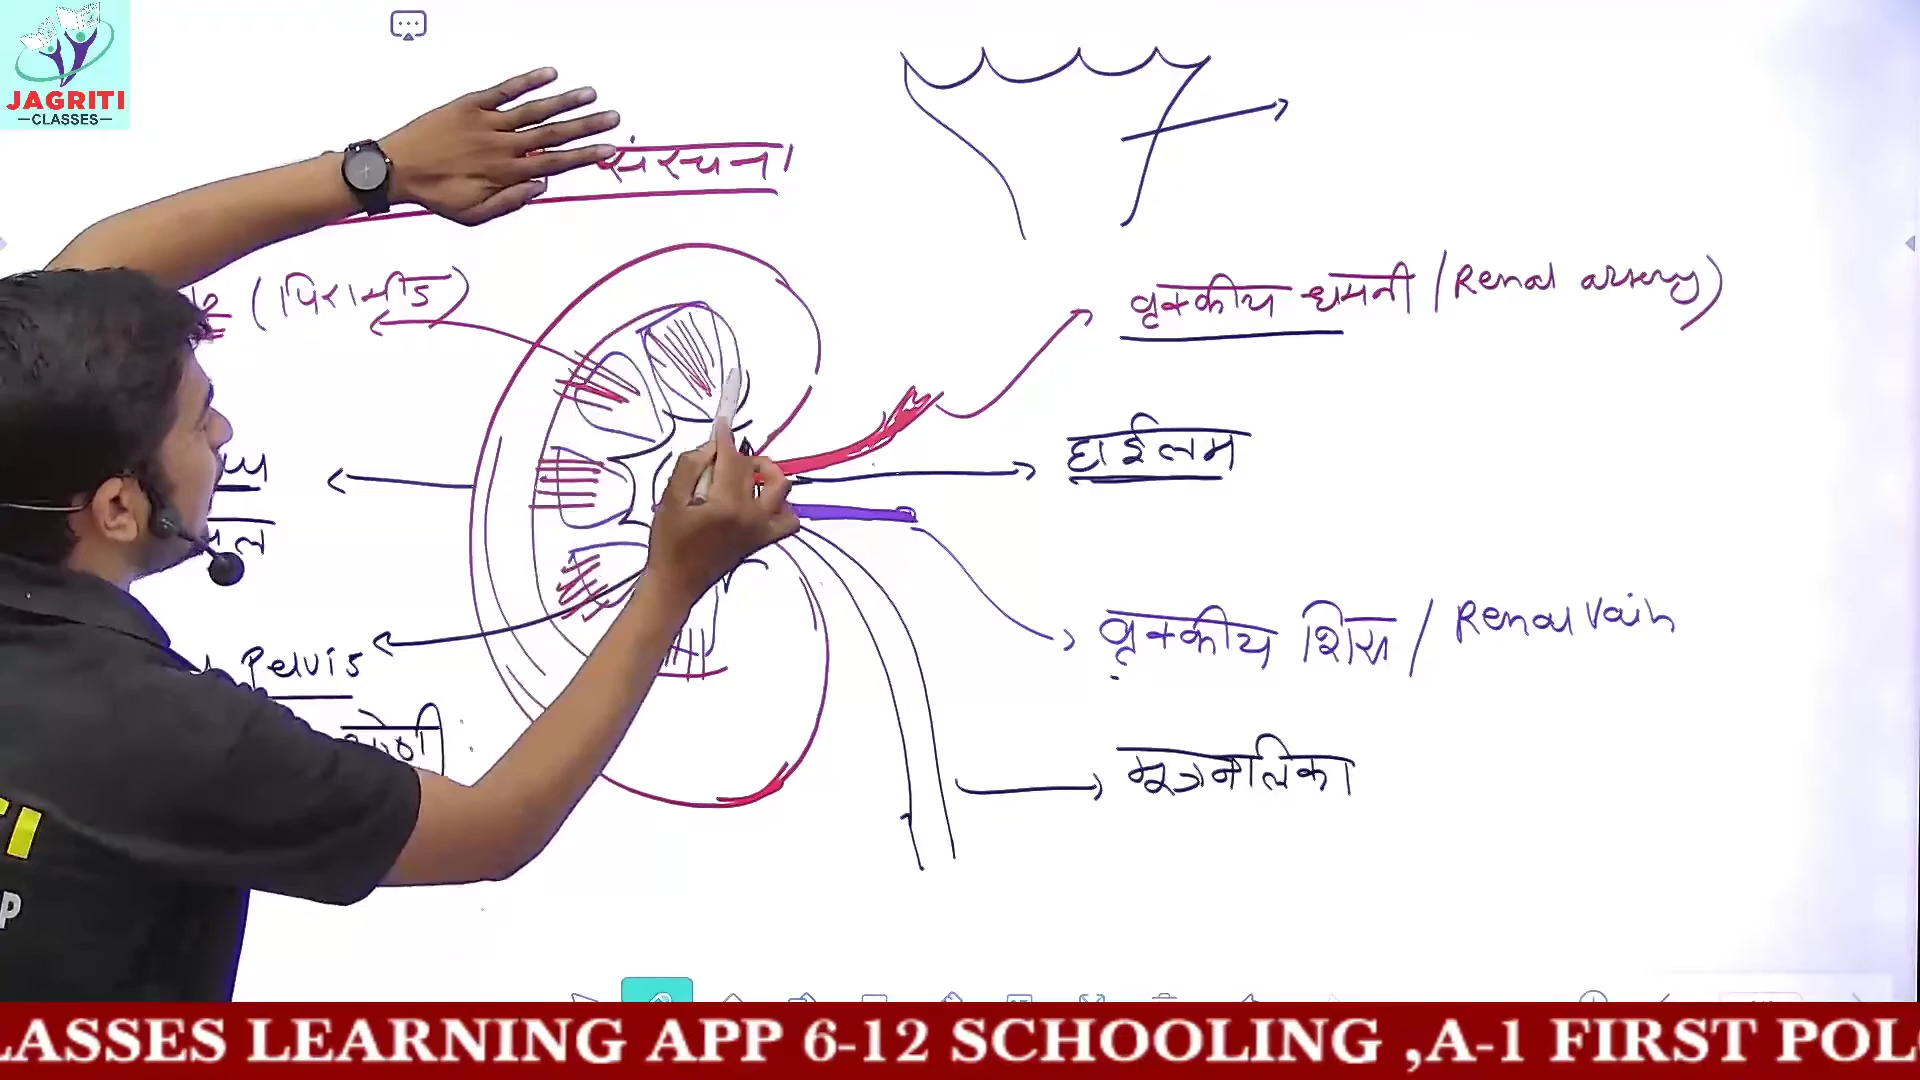 JAGRITI
CLASSES
संरचना
(पिरामीड)
वृक्कीय धमनी / Renal artery)
हाईलम
Pelvis
वृक्कीय शिरा / Renal Vain
मूत्रनलिका
LASSES LEARNING APP 6-12 SCHOOLING ,A-1 FIRST POL